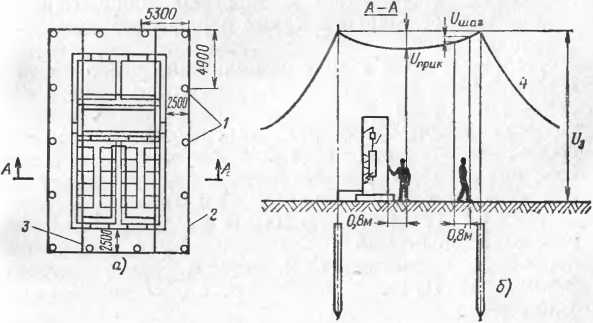 5300
4900
2500
1
А
А
2
3
2500
а)
А–А
Uшаг
Uприк
4
Uз
0,8м
0,8м
б)